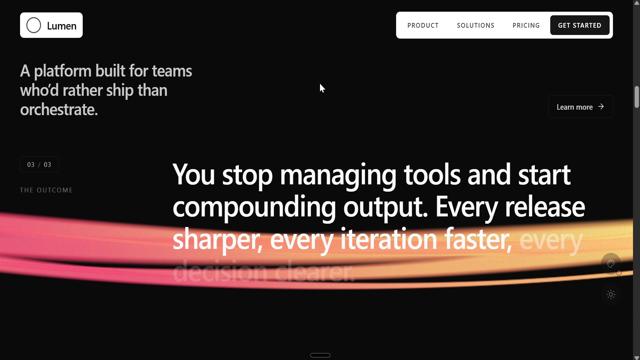 Lumen
PRODUCT
SOLUTIONS
PRICING
GET STARTED
A platform built for teams
who'd rather ship than
orchestrate.
Learn more →
03 / 03
THE OUTCOME
You stop managing tools and start
compounding output. Every release
sharper, every iteration faster, every
decision clearer.